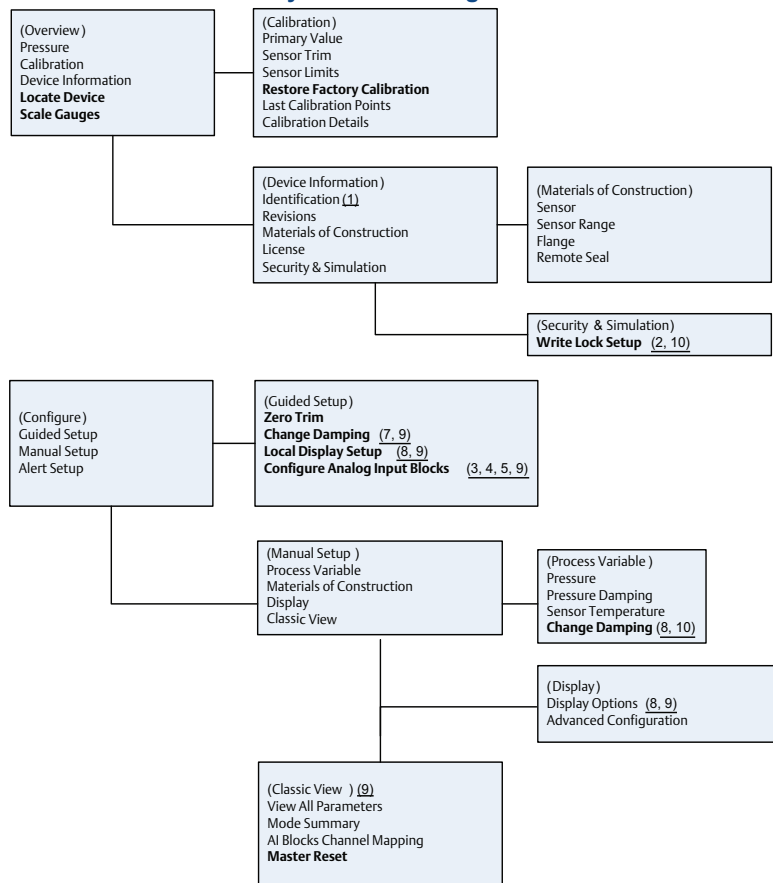 (Overview )
Pressure
Calibration
Device Information
Locate Device
Scale Gauges
(Calibration )
Primary Value
Sensor Trim
Sensor Limits
Restore Factory Calibration
Last Calibration Points
Calibration Details
(Device Information )
Identification (1)
Revisions
Materials of Construction
License
Security & Simulation
(Materials of Construction)
Sensor
Sensor Range
Flange
Remote Seal
(Security & Simulation)
Write Lock Setup (2, 10)
(Configure )
Guided Setup
Manual Setup
Alert Setup
(Guided Setup )
Zero Trim
Change Damping (7, 9)
Local Display Setup (8, 9)
Configure Analog Input Blocks (3, 4, 5, 9)
(Manual Setup )
Process Variable
Materials of Construction
Display
Classic View
(Process Variable )
Pressure
Pressure Damping
Sensor Temperature
Change Damping (8, 10)
(Display)
Display Options (8, 9)
Advanced Configuration
(Classic View ) (9)
View All Parameters
Mode Summary
AI Blocks Channel Mapping
Master Reset